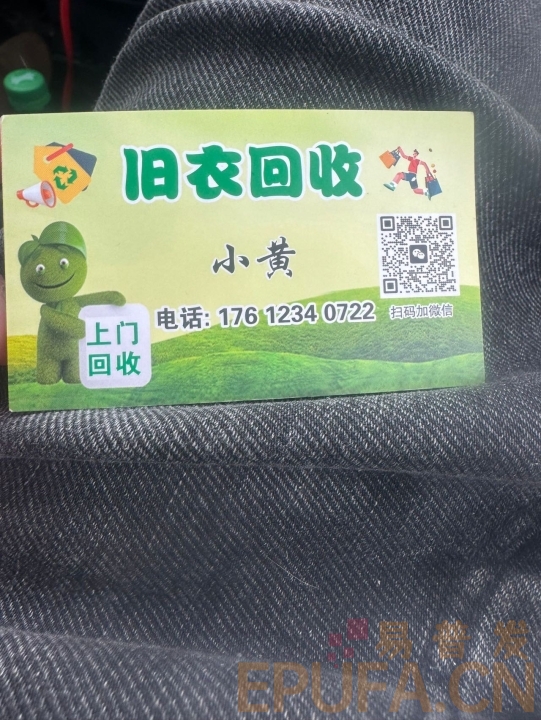 旧衣回收
小黄
电话: 176 1234 0722
扫码加微信
上门
回收
易普发
EPUFA.CN